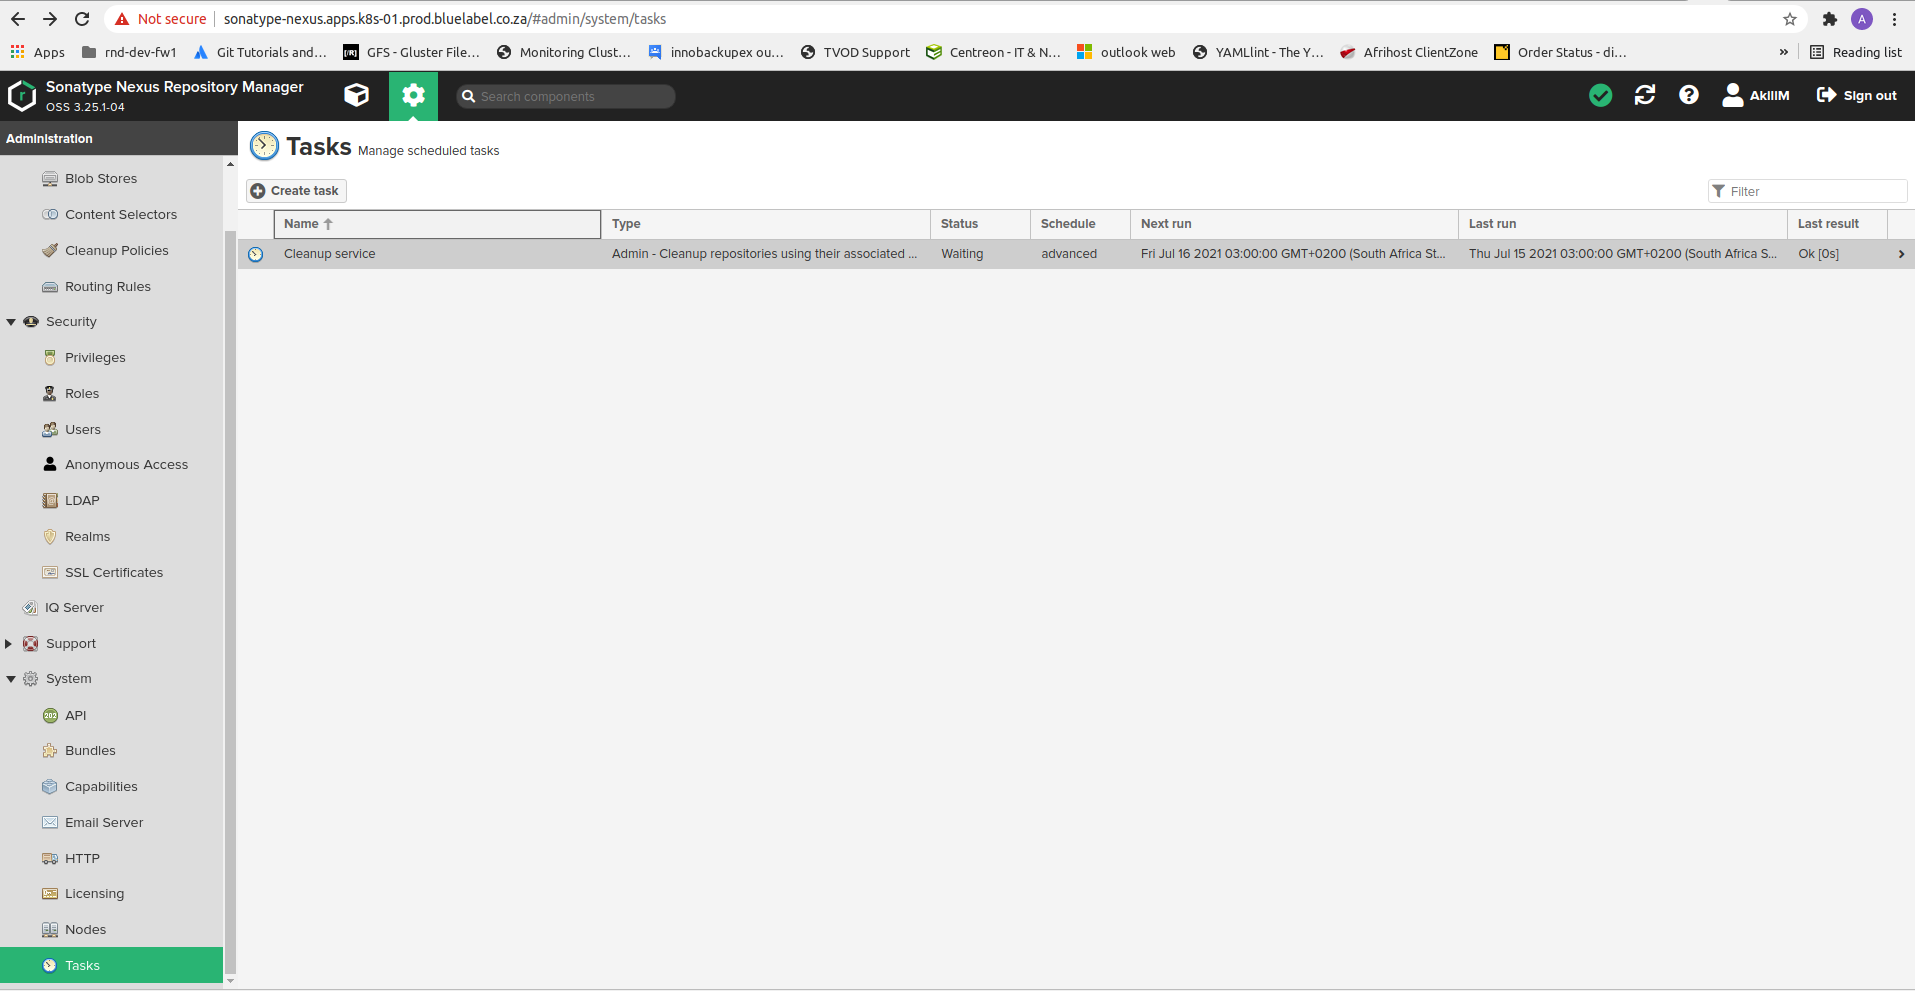 Not secure sonatype-nexus.apps.k8s-01.prod.bluelabel.co.za/#admin/system/tasks A
Apps rnd-dev-fw1 Git Tutorials and... [/R] GFS - Gluster File... Monitoring Clust... innobackupex ou... TVOD Support Centreon - IT & N... outlook web YAMLlint - The Y... Afrihost ClientZone Order Status - di... » Reading list
Sonatype Nexus Repository Manager
OSS 3.25.1-04
Search components
AkiliM Sign out
Administration
Blob Stores
Content Selectors
Cleanup Policies
Routing Rules
Security
Privileges
Roles
Users
Anonymous Access
LDAP
Realms
SSL Certificates
IQ Server
Support
System
API
Bundles
Capabilities
Email Server
HTTP
Licensing
Nodes
Tasks
Tasks Manage scheduled tasks
Create task Filter
Name Type Status Schedule Next run Last run Last result
Cleanup service Admin - Cleanup repositories using their associated ... Waiting advanced Fri Jul 16 2021 03:00:00 GMT+0200 (South Africa St... Thu Jul 15 2021 03:00:00 GMT+0200 (South Africa S... Ok [0s]